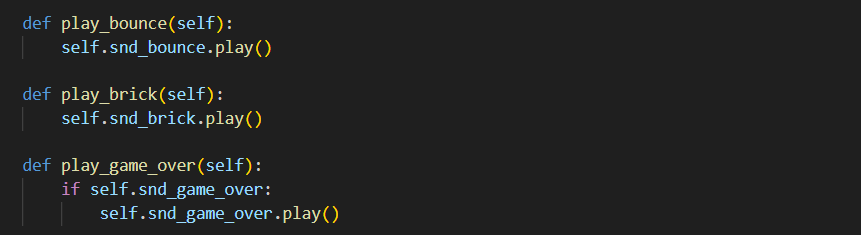 def play_bounce(self):
    self.snd_bounce.play()

def play_brick(self):
    self.snd_brick.play()

def play_game_over(self):
    if self.snd_game_over:
        self.snd_game_over.play()